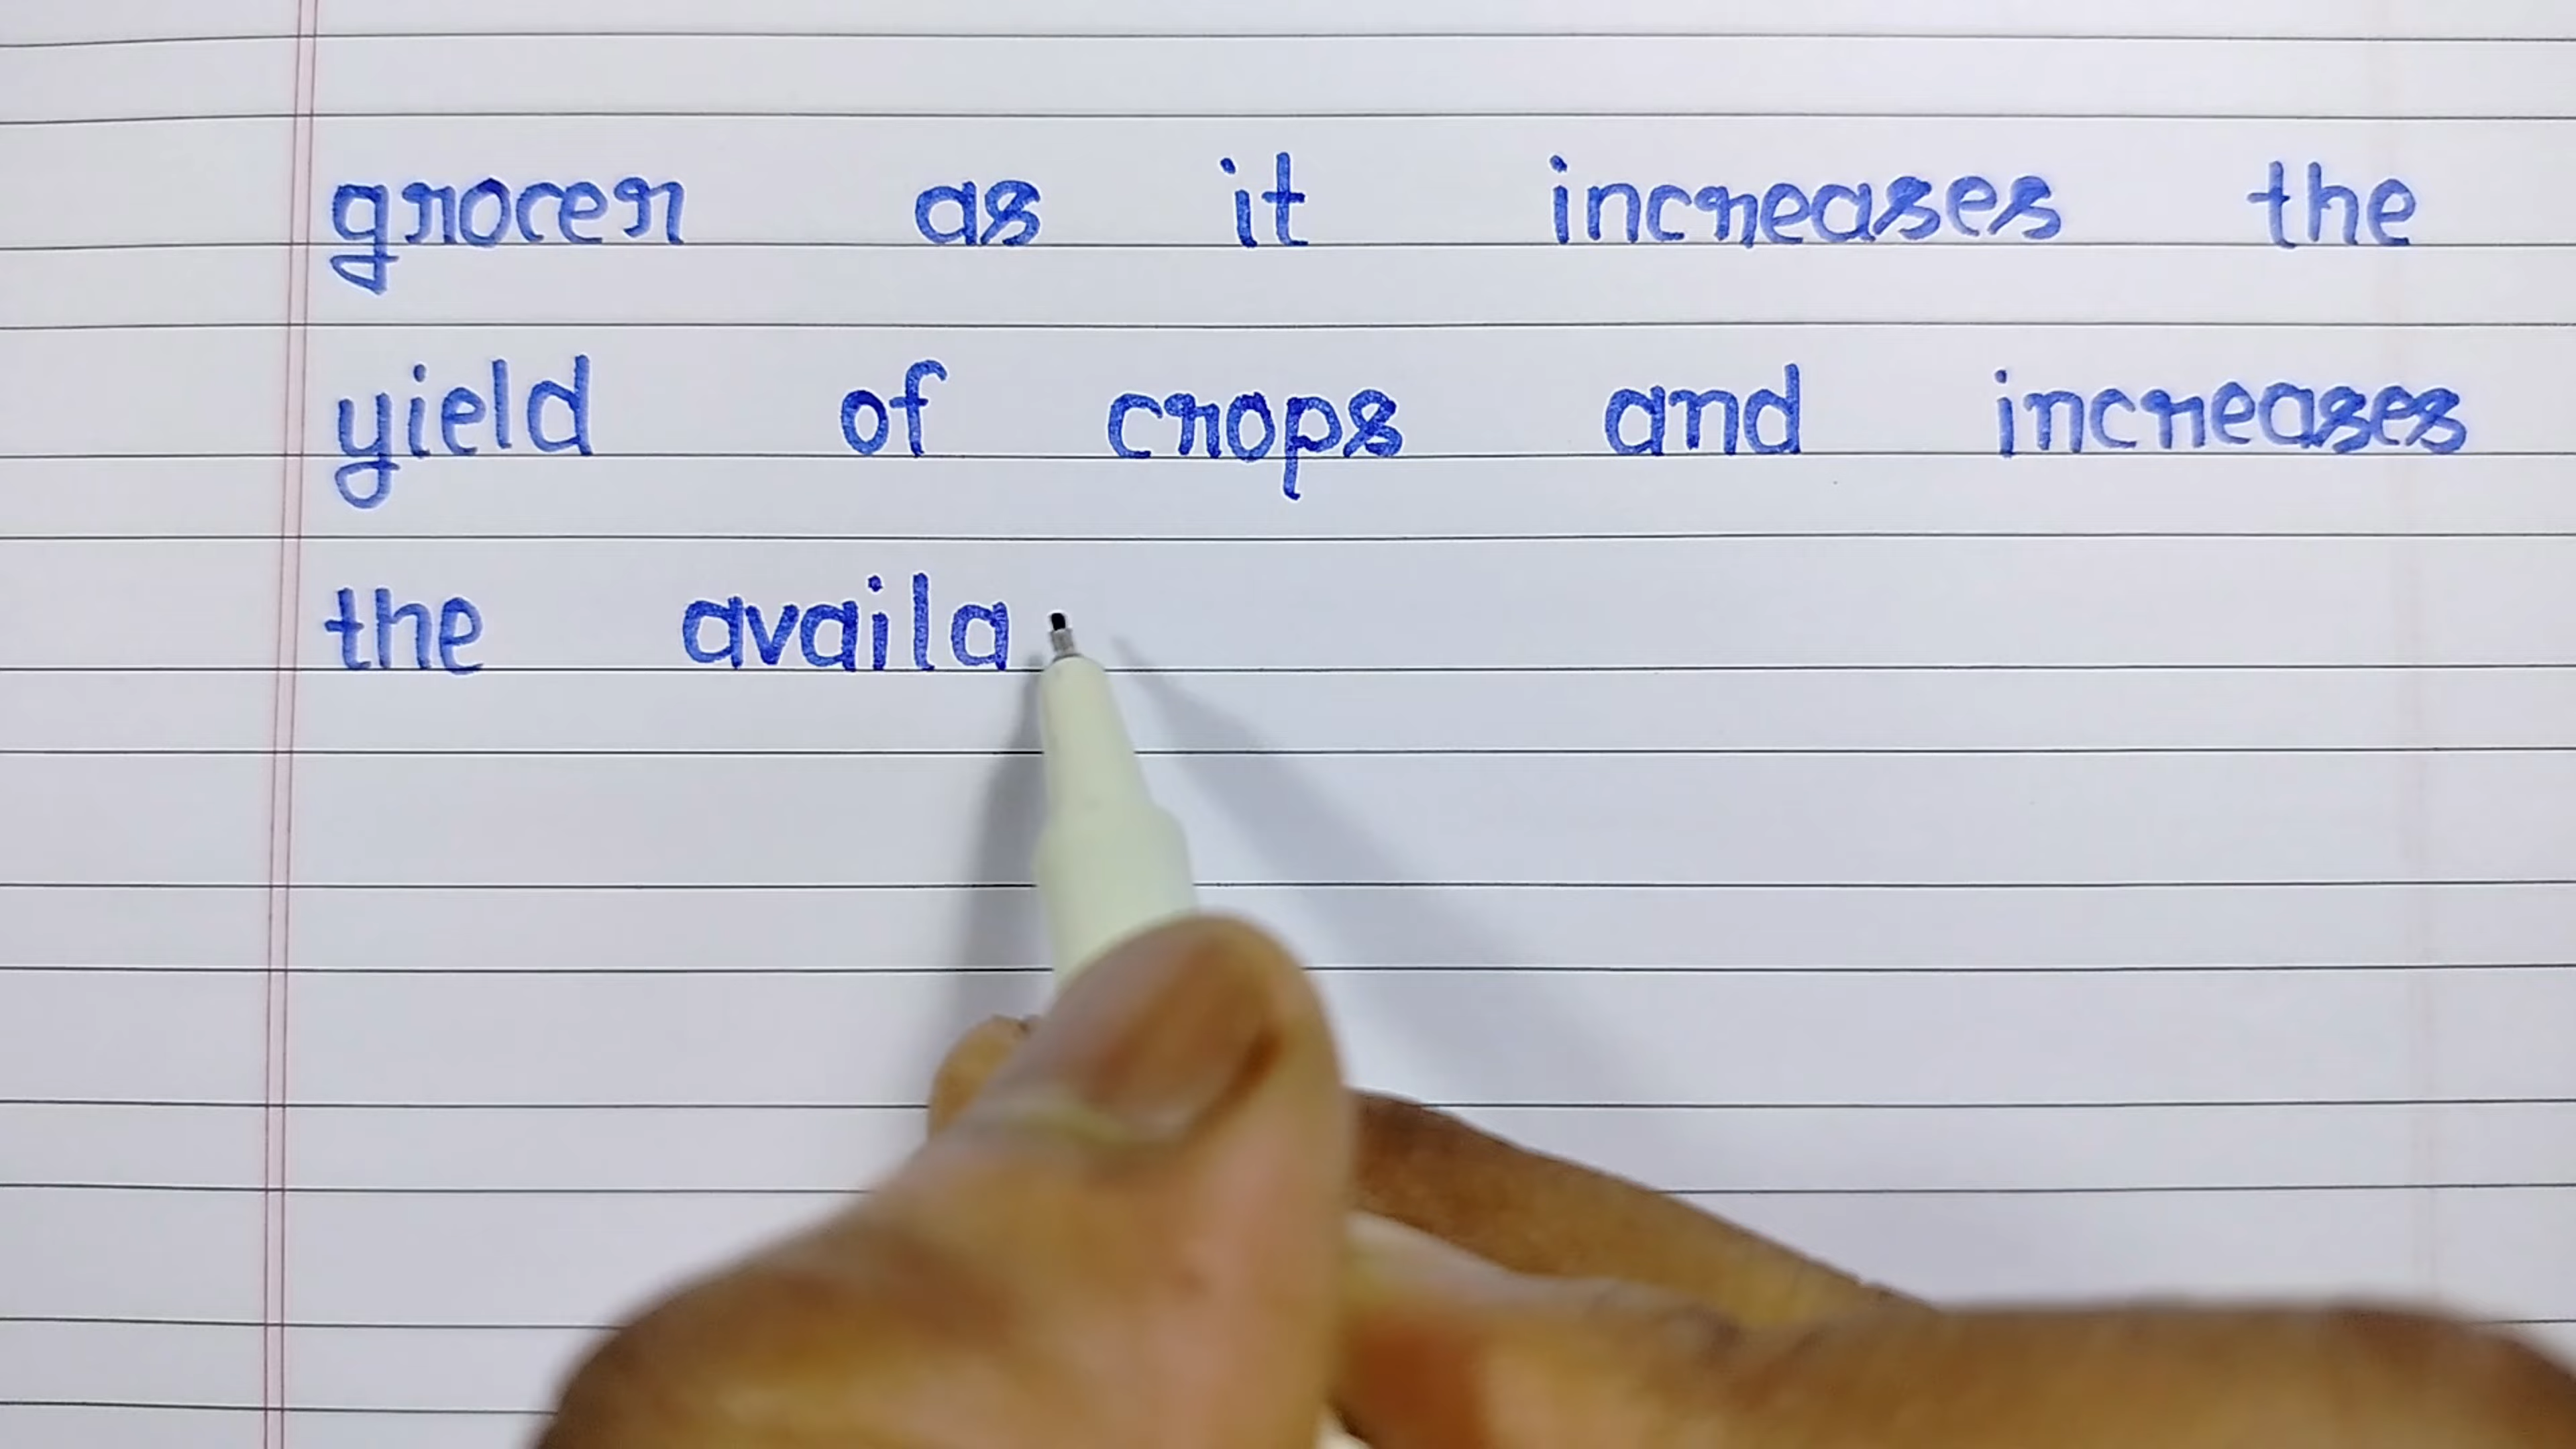 grocer as it increases the
yield of crops and increases
the availa